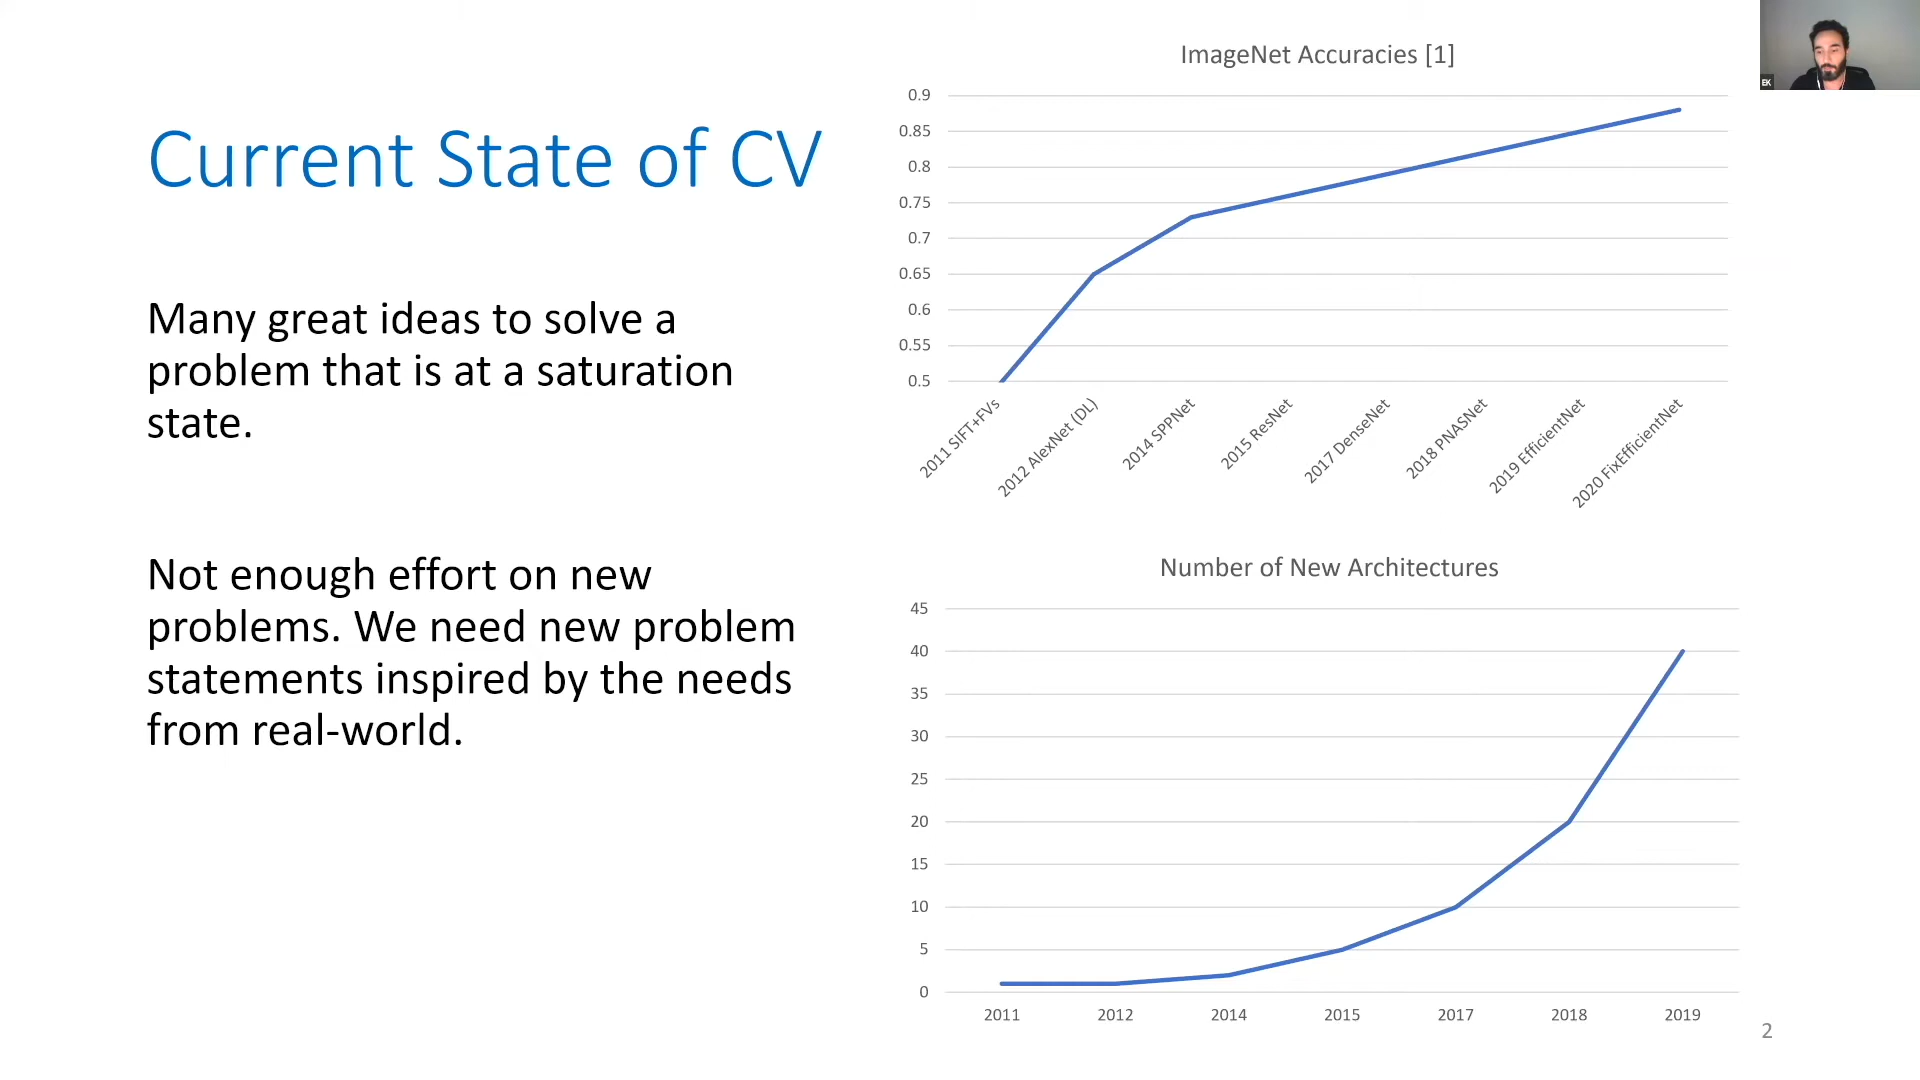 Current State of CV
Many great ideas to solve a
problem that is at a saturation
state.
Not enough effort on new
problems. We need new problem
statements inspired by the needs
from real-world.
ImageNet Accuracies [1]
0.9
0.85
0.8
0.75
0.7
0.65
0.6
0.55
0.5
2011 SIFT+FVs
2012 AlexNet (DL)
2014 SPPNet
2015 ResNet
2017 DenseNet
2018 PNASNet
2019 EfficientNet
2020 FixEfficientNet
Number of New Architectures
45
40
35
30
25
20
15
10
5
0
2011 2012 2014 2015 2017 2018 2019
2
EK